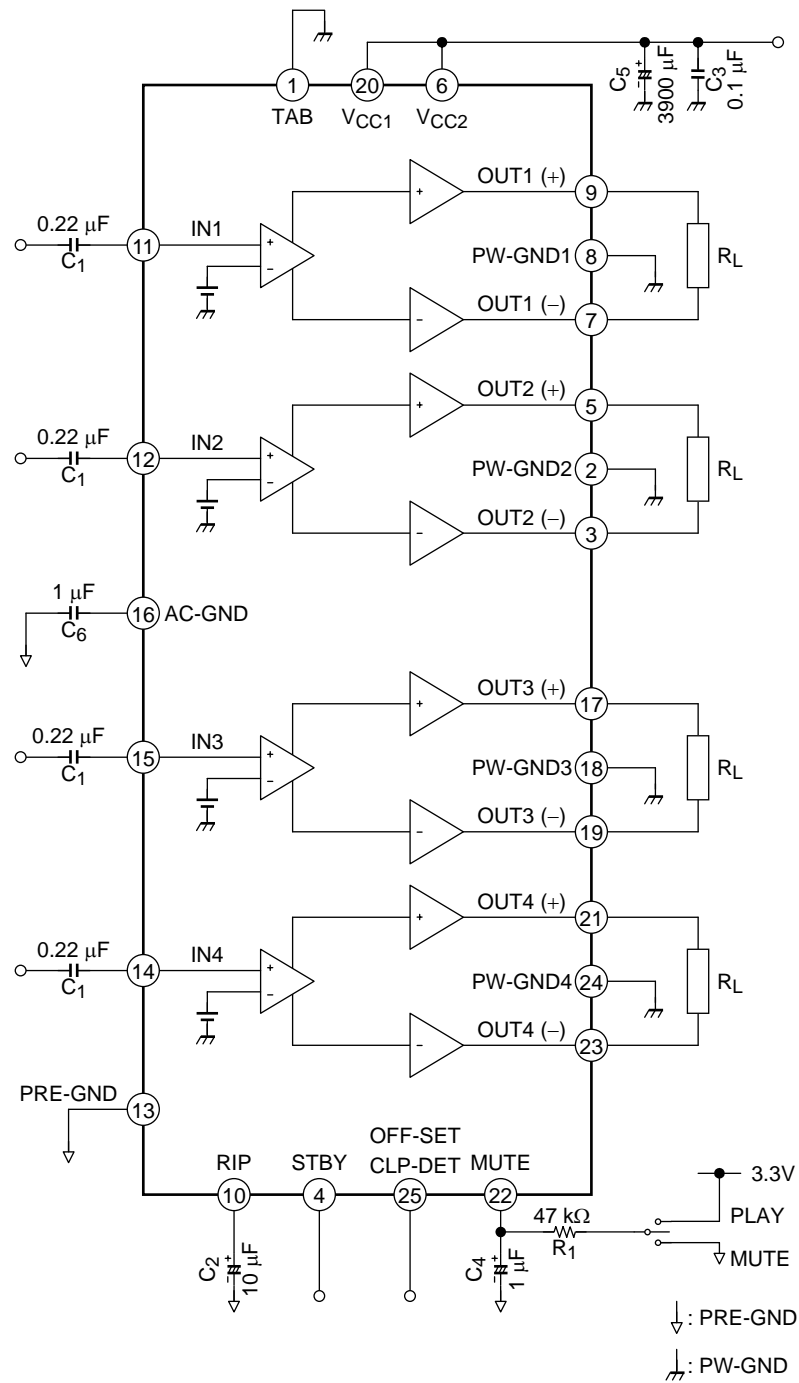 1
20
6
TAB
VCC1
VCC2
C5
3900 μF
C3
0.1 μF
OUT1 (+)
9
0.22 μF
C1
11
IN1
+
−
+
PW-GND1
8
RL
OUT1 (−)
−
7
OUT2 (+)
+
5
0.22 μF
C1
12
IN2
+
−
PW-GND2
2
RL
OUT2 (−)
−
3
1 μF
C6
16
AC-GND
OUT3 (+)
+
17
0.22 μF
C1
15
IN3
+
−
PW-GND3
18
RL
OUT3 (−)
−
19
OUT4 (+)
+
21
0.22 μF
C1
14
IN4
+
−
PW-GND4
24
RL
OUT4 (−)
−
23
PRE-GND
13
RIP
STBY
OFF-SET
CLP-DET
MUTE
10
4
25
22
C2
10 μF
C4
1 μF
47 kΩ
R1
3.3V
PLAY
MUTE
: PRE-GND
: PW-GND